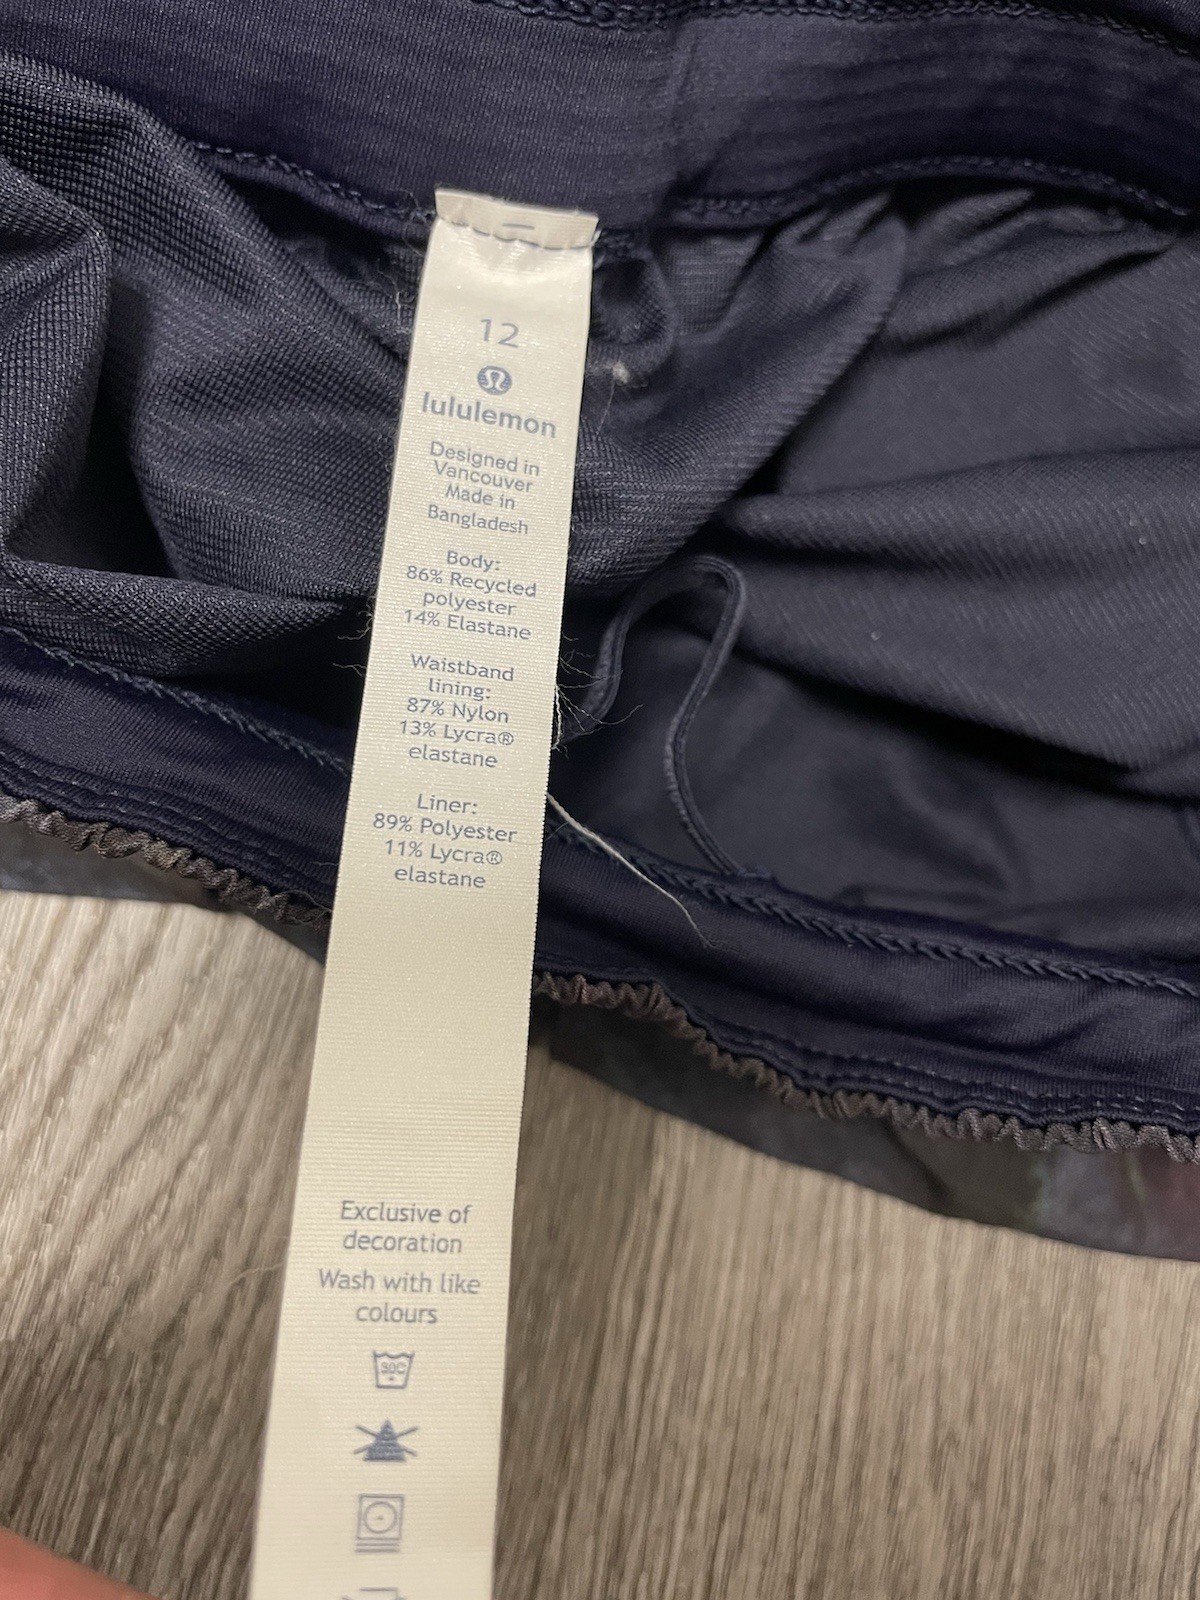 12
lululemon
Designed in
Vancouver
Made in
Bangladesh
Body:
86% Recycled
polyester
14% Elastane
Waistband
lining:
87% Nylon
13% Lycra®
elastane
Liner:
89% Polyester
11% Lycra®
elastane
Exclusive of
decoration
Wash with like
colours
30C